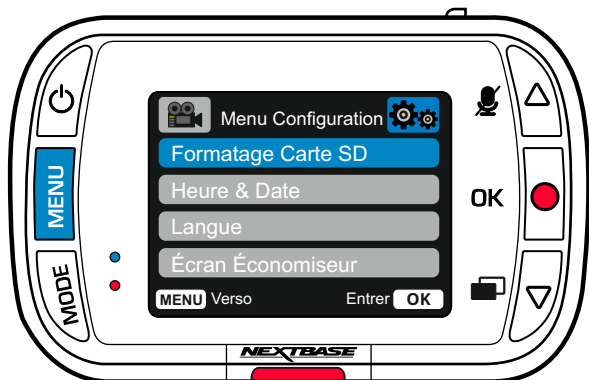 Menu Configuration
Formatage Carte SD
Heure & Date
Langue
Écran Économiseur
MENU Verso Entrer OK
MENU
MODE
OK
NEXTBASE